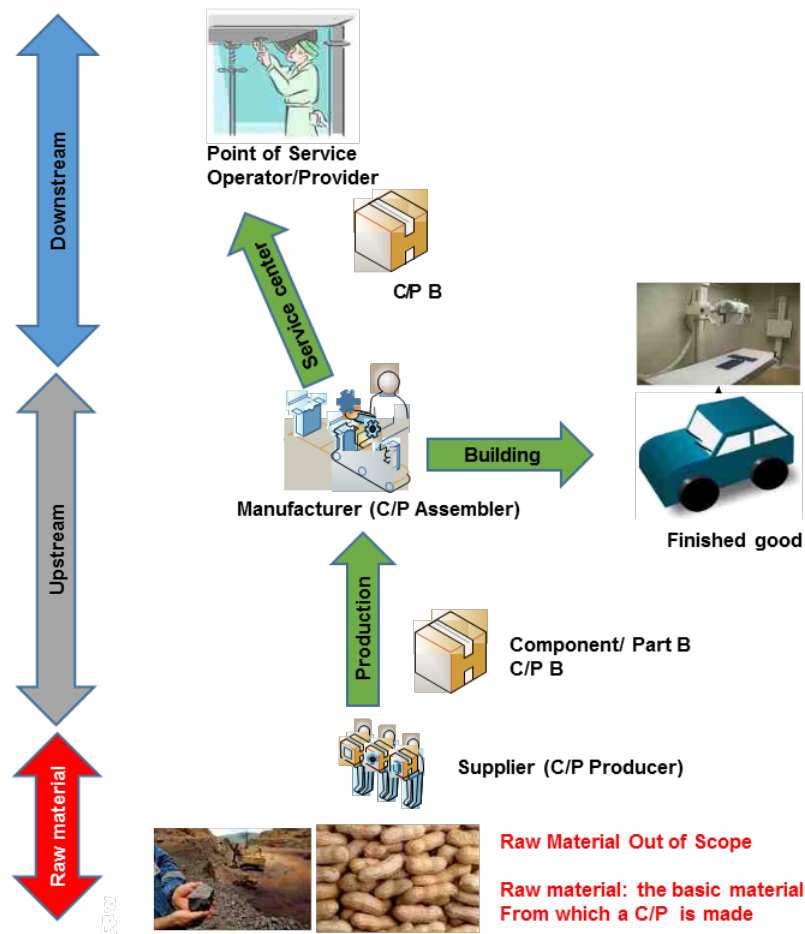 Downstream
Point of Service
Operator/Provider
Service center
C/P B
Upstream
Building
Manufacturer (C/P Assembler)
Finished good
Production
Component/ Part B
C/P B
Supplier (C/P Producer)
Raw material
Raw Material Out of Scope
Raw material: the basic material
From which a C/P is made